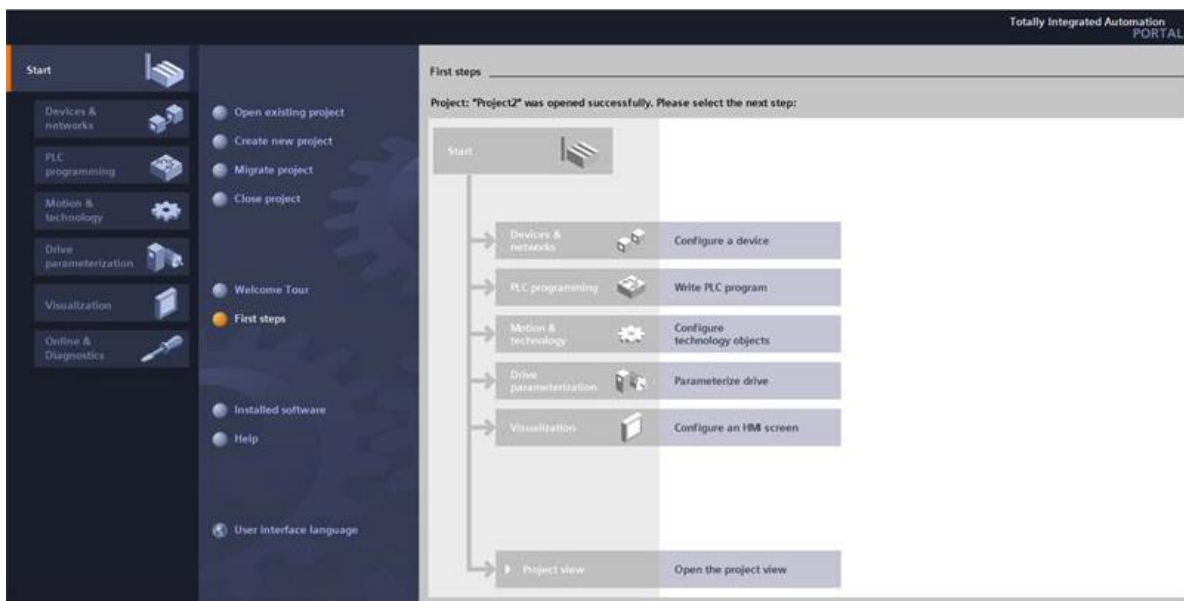 Totally Integrated Automation
PORTAL
Start
Devices &
networks
PLC
programming
Motion &
technology
Drive
parameterization
Visualization
Online &
Diagnostics
Open existing project
Create new project
Migrate project
Close project
Welcome Tour
First steps
Installed software
Help
User interface language
First steps
Project: "Project2" was opened successfully. Please select the next step:
Start
Devices &
networks
Configure a device
PLC programming
Write PLC program
Motion &
technology
Configure
technology objects
Drive
parameterization
Parameterize drive
Visualization
Configure an HMI screen
Project view
Open the project view